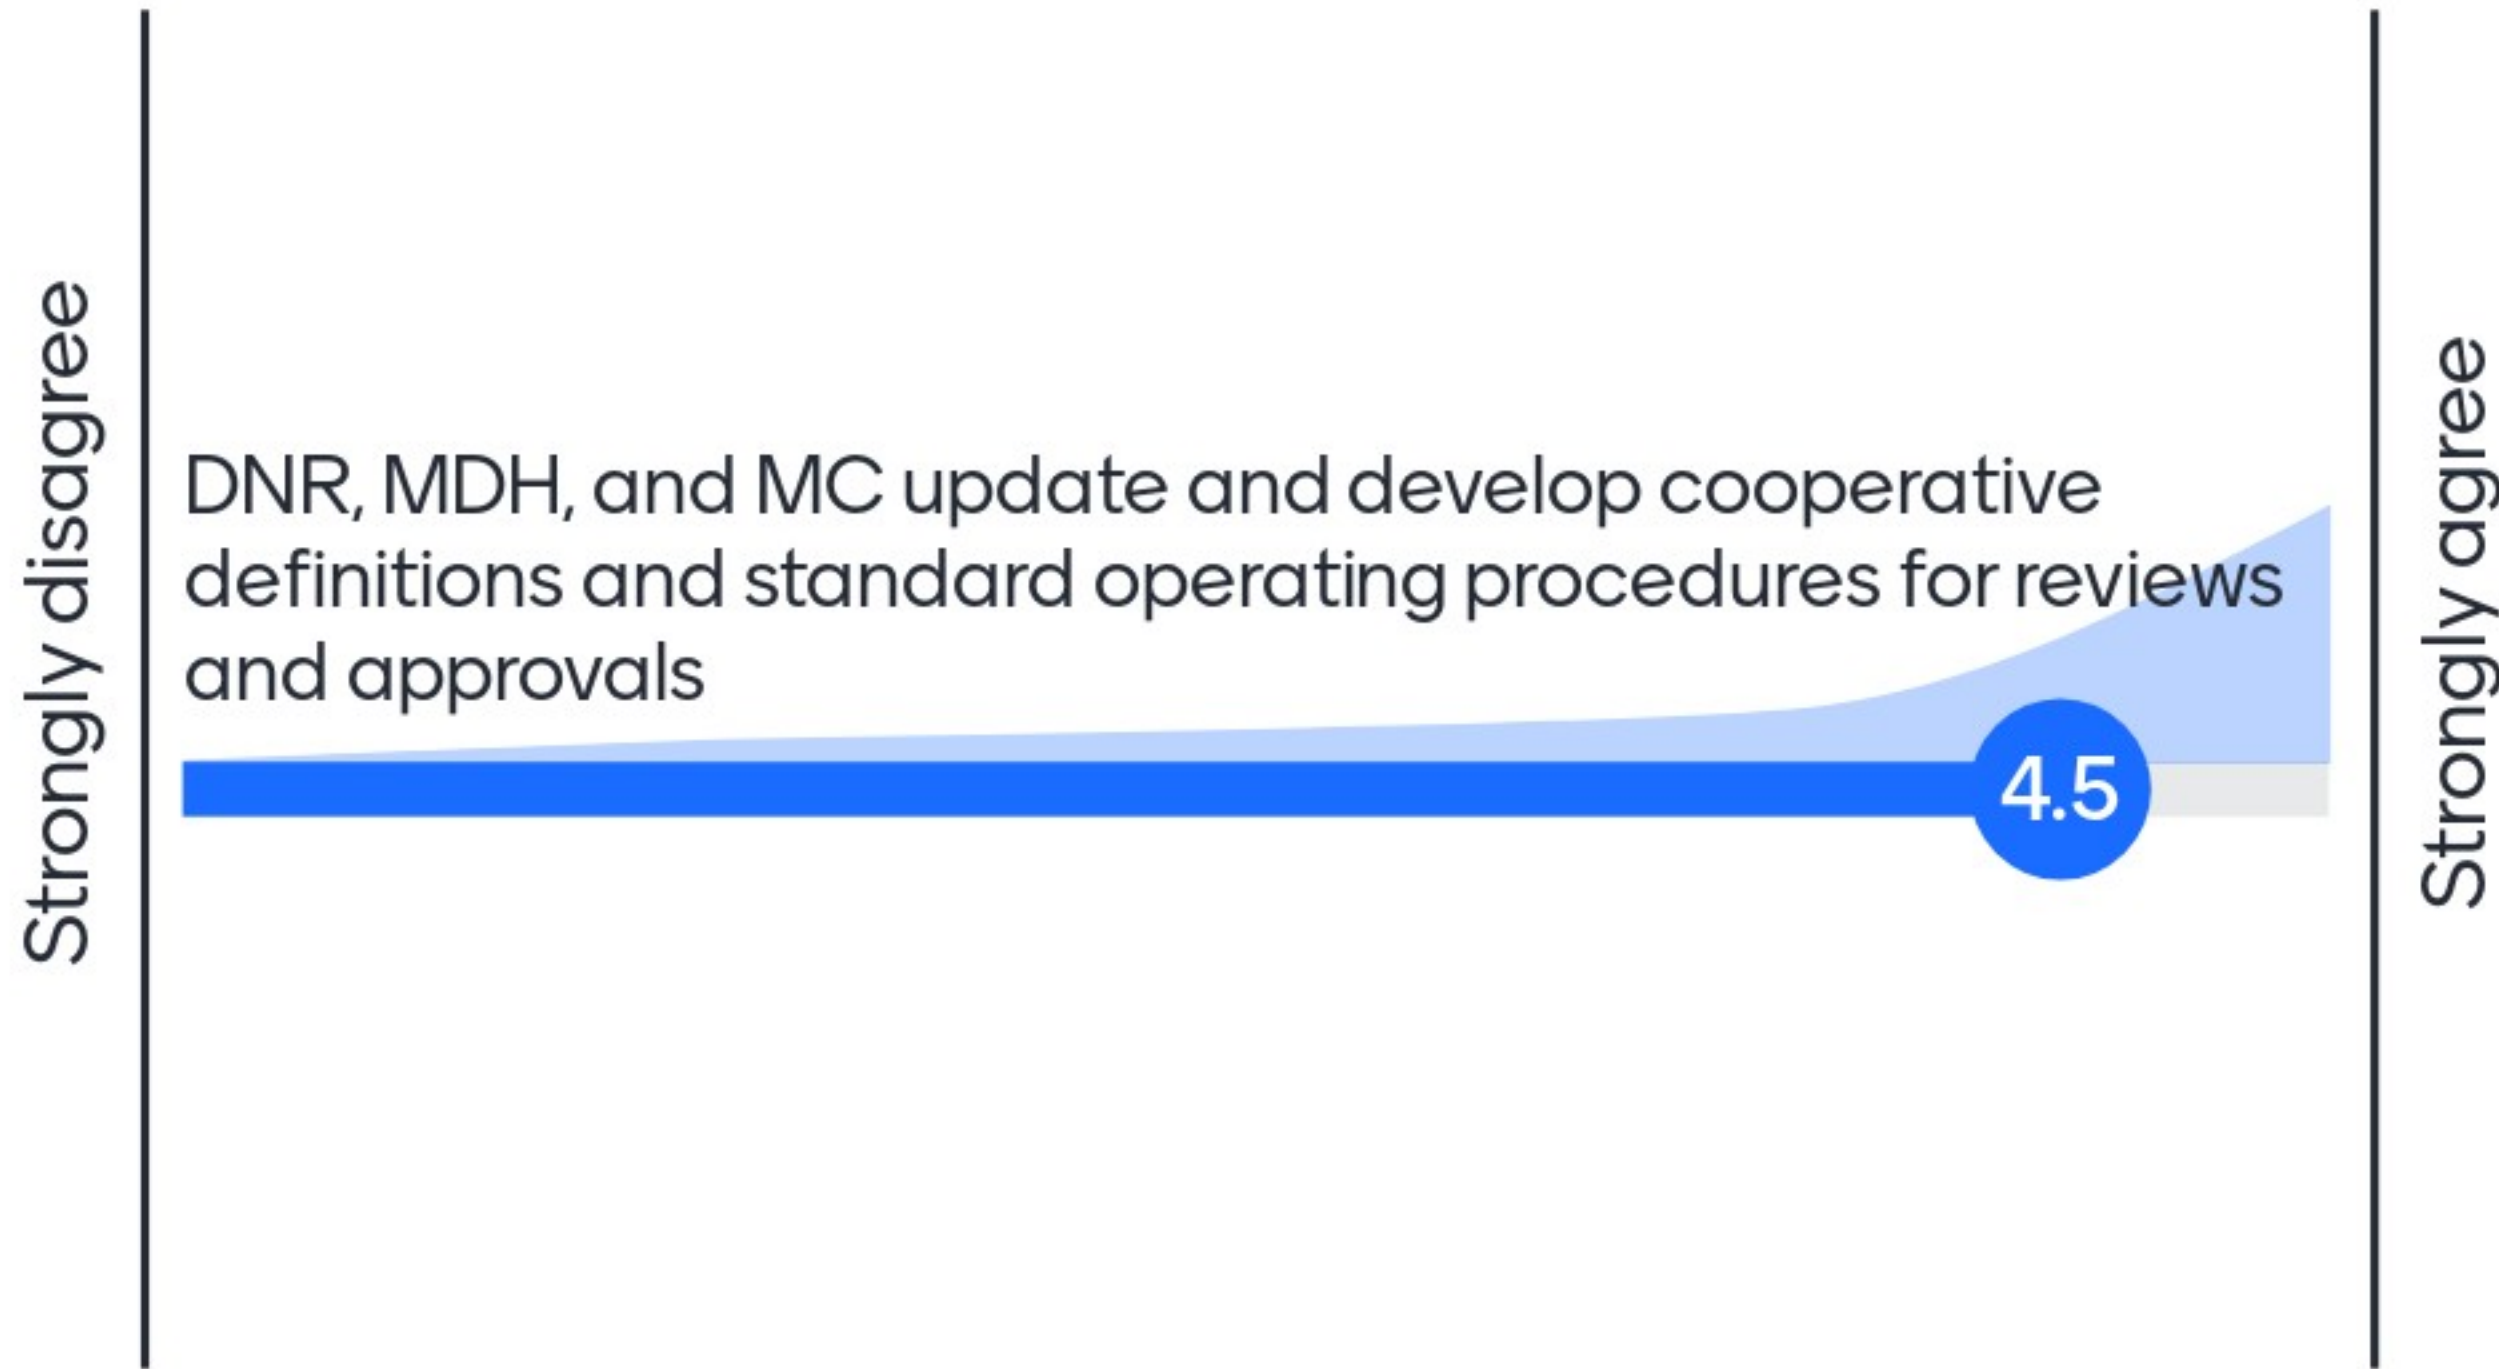 Strongly disagree
DNR, MDH, and MC update and develop cooperative
definitions and standard operating procedures for reviews
and approvals
4.5
Strongly agree